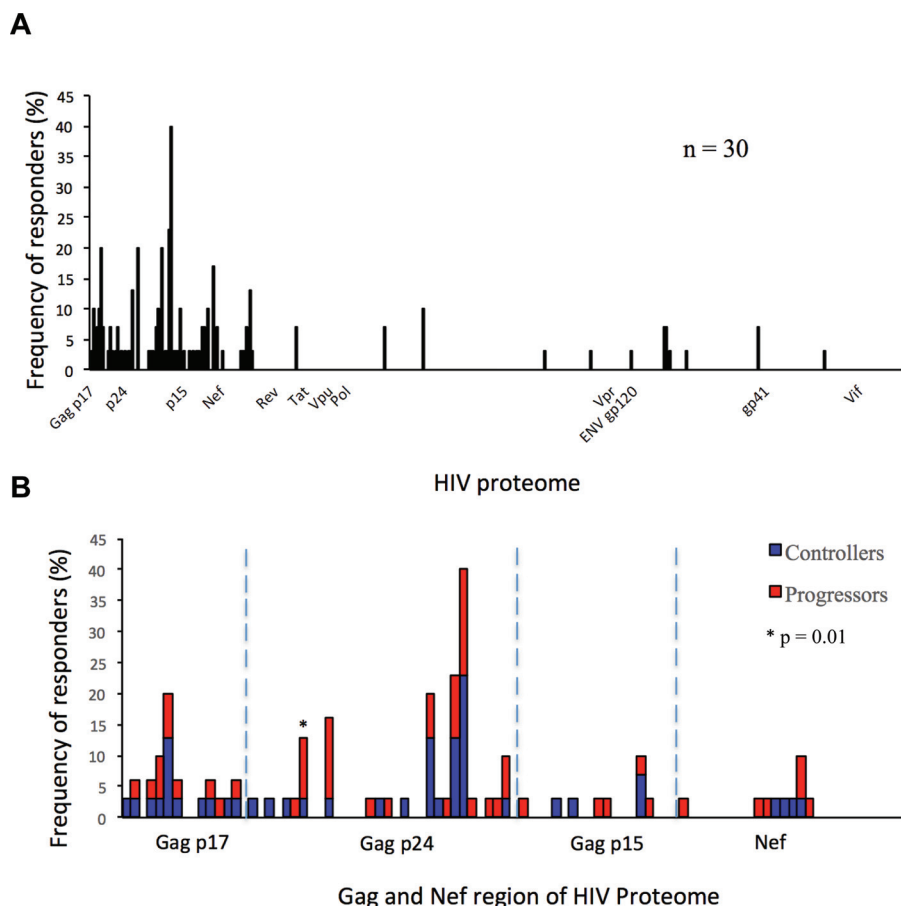 A
Frequency of responders (%)
45
40
35
30
25
20
15
10
5
0
n = 30
Gag p17 p24 p15 Nef Rev Tat Vpu Pol Vpr ENV gp120 gp41 Vif
HIV proteome
B
Frequency of responders (%)
45
40
35
30
25
20
15
10
5
0
Controllers
Progressors
* p = 0.01
*
Gag p17 Gag p24 Gag p15 Nef
Gag and Nef region of HIV Proteome